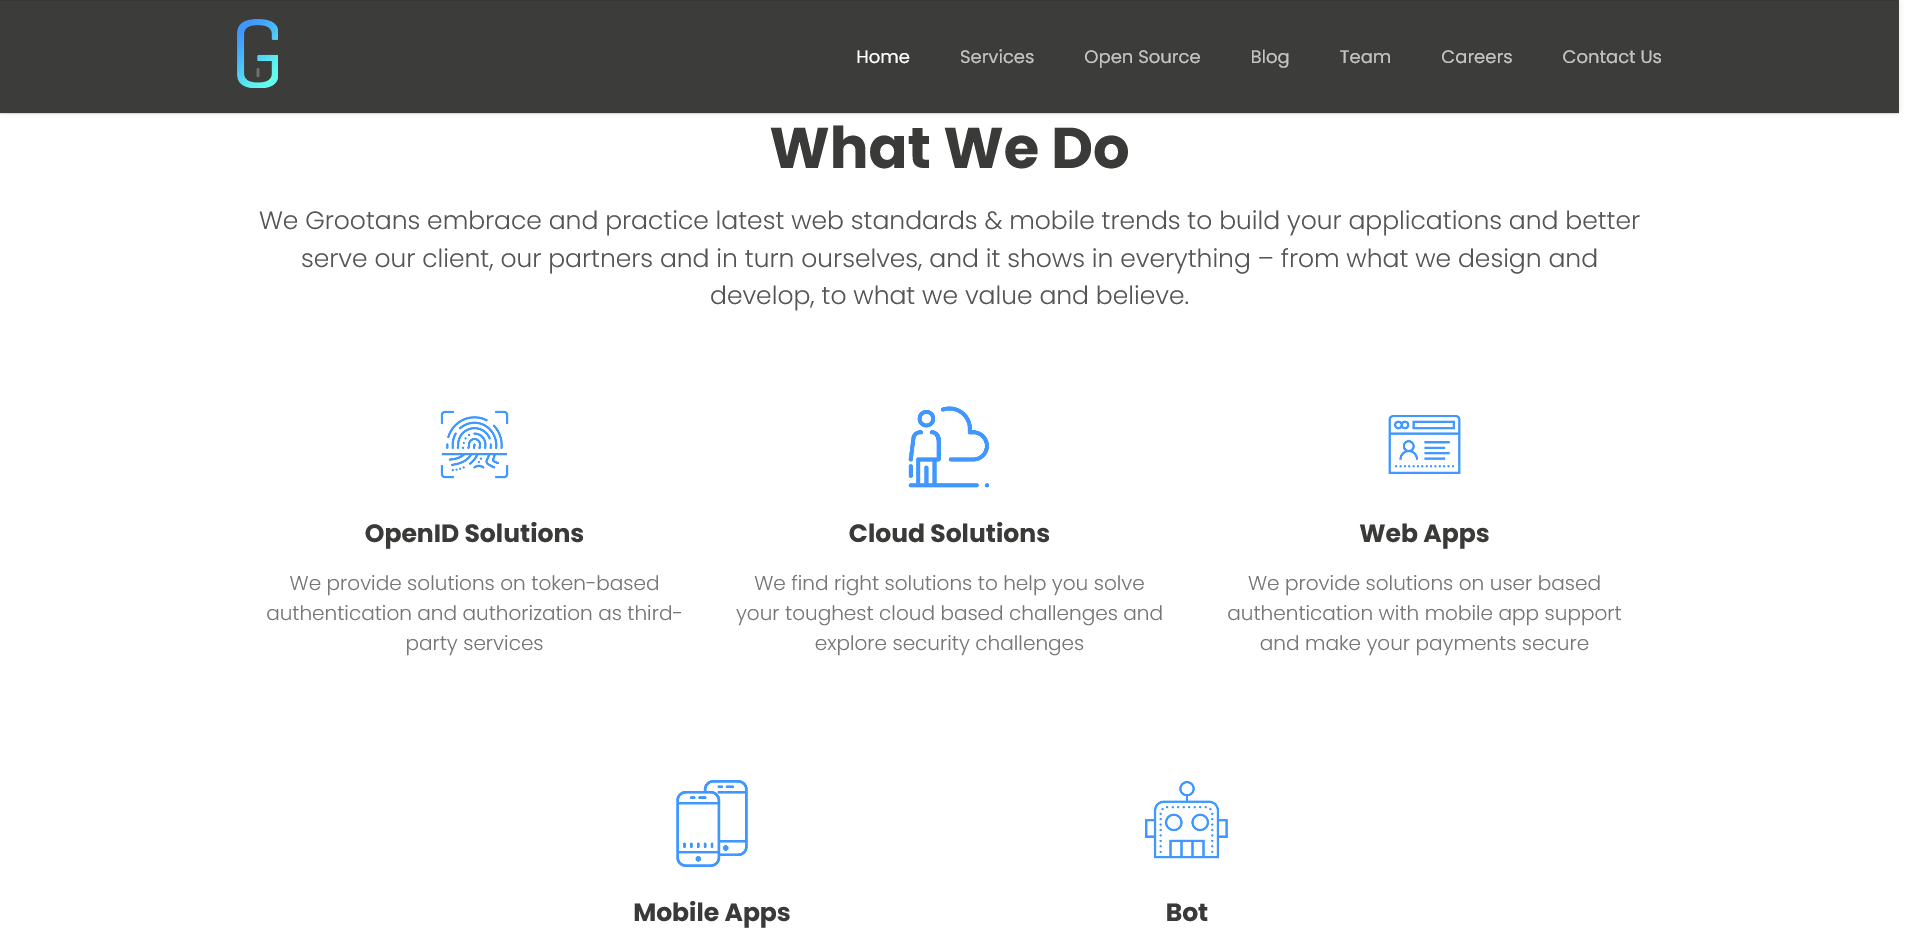 G
Home Services Open Source Blog Team Careers Contact Us
What We Do
We Grootans embrace and practice latest web standards & mobile trends to build your applications and better
serve our client, our partners and in turn ourselves, and it shows in everything – from what we design and
develop, to what we value and believe.
OpenID Solutions
We provide solutions on token-based
authentication and authorization as third-
party services
Cloud Solutions
We find right solutions to help you solve
your toughest cloud based challenges and
explore security challenges
Web Apps
We provide solutions on user based
authentication with mobile app support
and make your payments secure
Mobile Apps
Bot